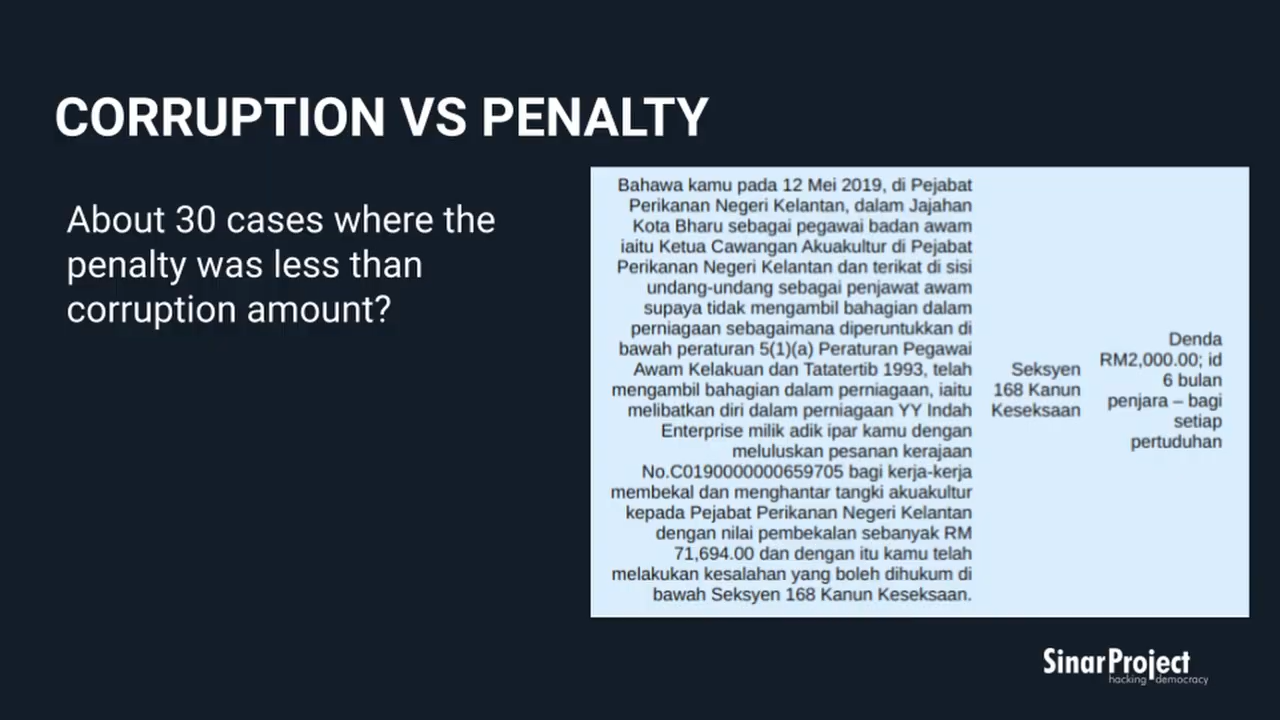 CORRUPTION VS PENALTY
About 30 cases where the
penalty was less than
corruption amount?
Bahawa kamu pada 12 Mei 2019, di Pejabat
Perikanan Negeri Kelantan, dalam Jajahan
Kota Bharu sebagai pegawai badan awam
iaitu Ketua Cawangan Akuakultur di Pejabat
Perikanan Negeri Kelantan dan terikat di sisi
undang-undang sebagai penjawat awam
supaya tidak mengambil bahagian dalam
perniagaan sebagaimana diperuntukkan di
bawah peraturan 5(1)(a) Peraturan Pegawai
Awam Kelakuan dan Tatatertib 1993, telah
mengambil bahagian dalam perniagaan, iaitu
melibatkan diri dalam perniagaan YY Indah
Enterprise milik adik ipar kamu dengan
meluluskan pesanan kerajaan
No.C0190000000659705 bagi kerja-kerja
membekal dan menghantar tangki akuakultur
kepada Pejabat Perikanan Negeri Kelantan
dengan nilai pembekalan sebanyak RM
71,694.00 dan dengan itu kamu telah
melakukan kesalahan yang boleh dihukum di
bawah Seksyen 168 Kanun Keseksaan.
Seksyen
168 Kanun
Keseksaan
Denda
RM2,000.00; id
6 bulan
penjara – bagi
setiap
pertuduhan
SinarProject
hacking democracy